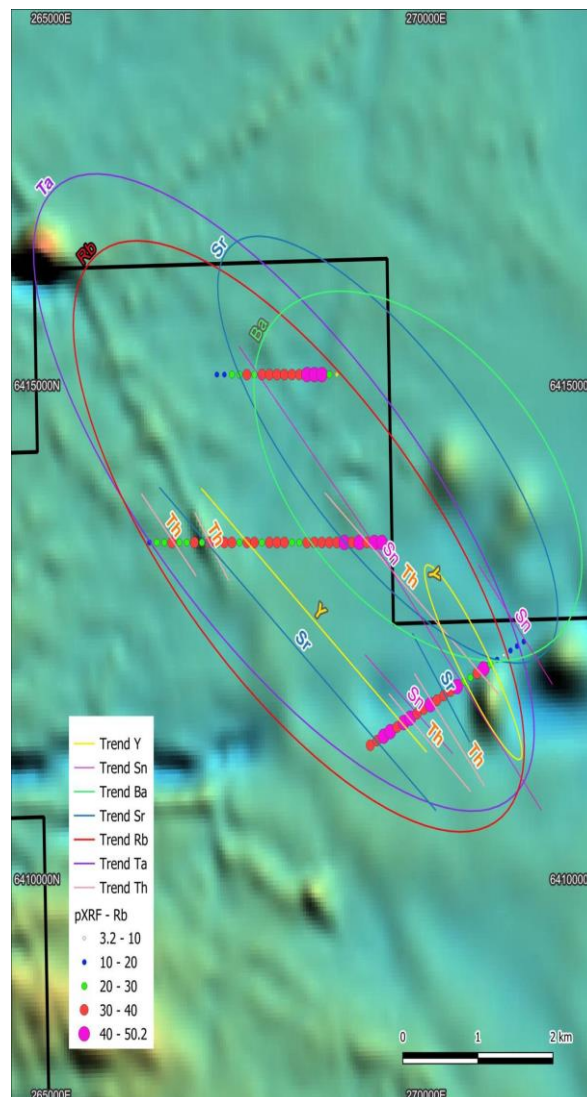 265000E
270000E
Ta
Rb
Sr
Ba
6415000N
6415000N
Th
Th
Sn
Th
Y
Y
Sn
Sr
Sr
Sn
Th
Th
Trend Y
Trend Sn
Trend Ba
Trend Sr
Trend Rb
Trend Ta
Trend Th
pXRF - Rb
3.2 - 10
10 - 20
20 - 30
30 - 40
40 - 50.2
6410000N
6410000N
0 1 2 km
265000E
270000E